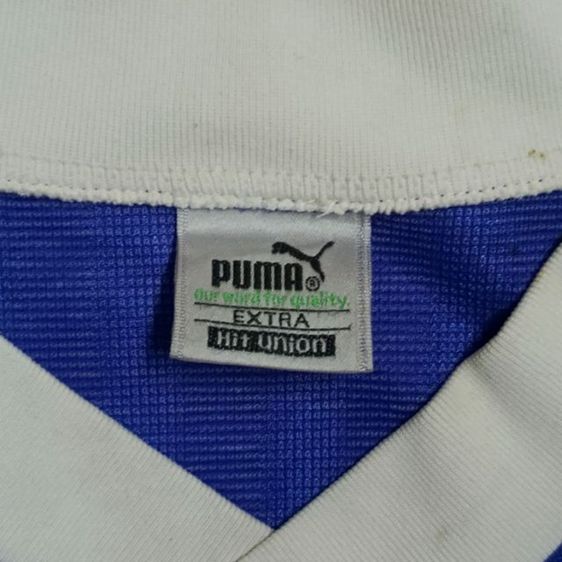 PUMA®
Our word for quality.
EXTRA
Hit union